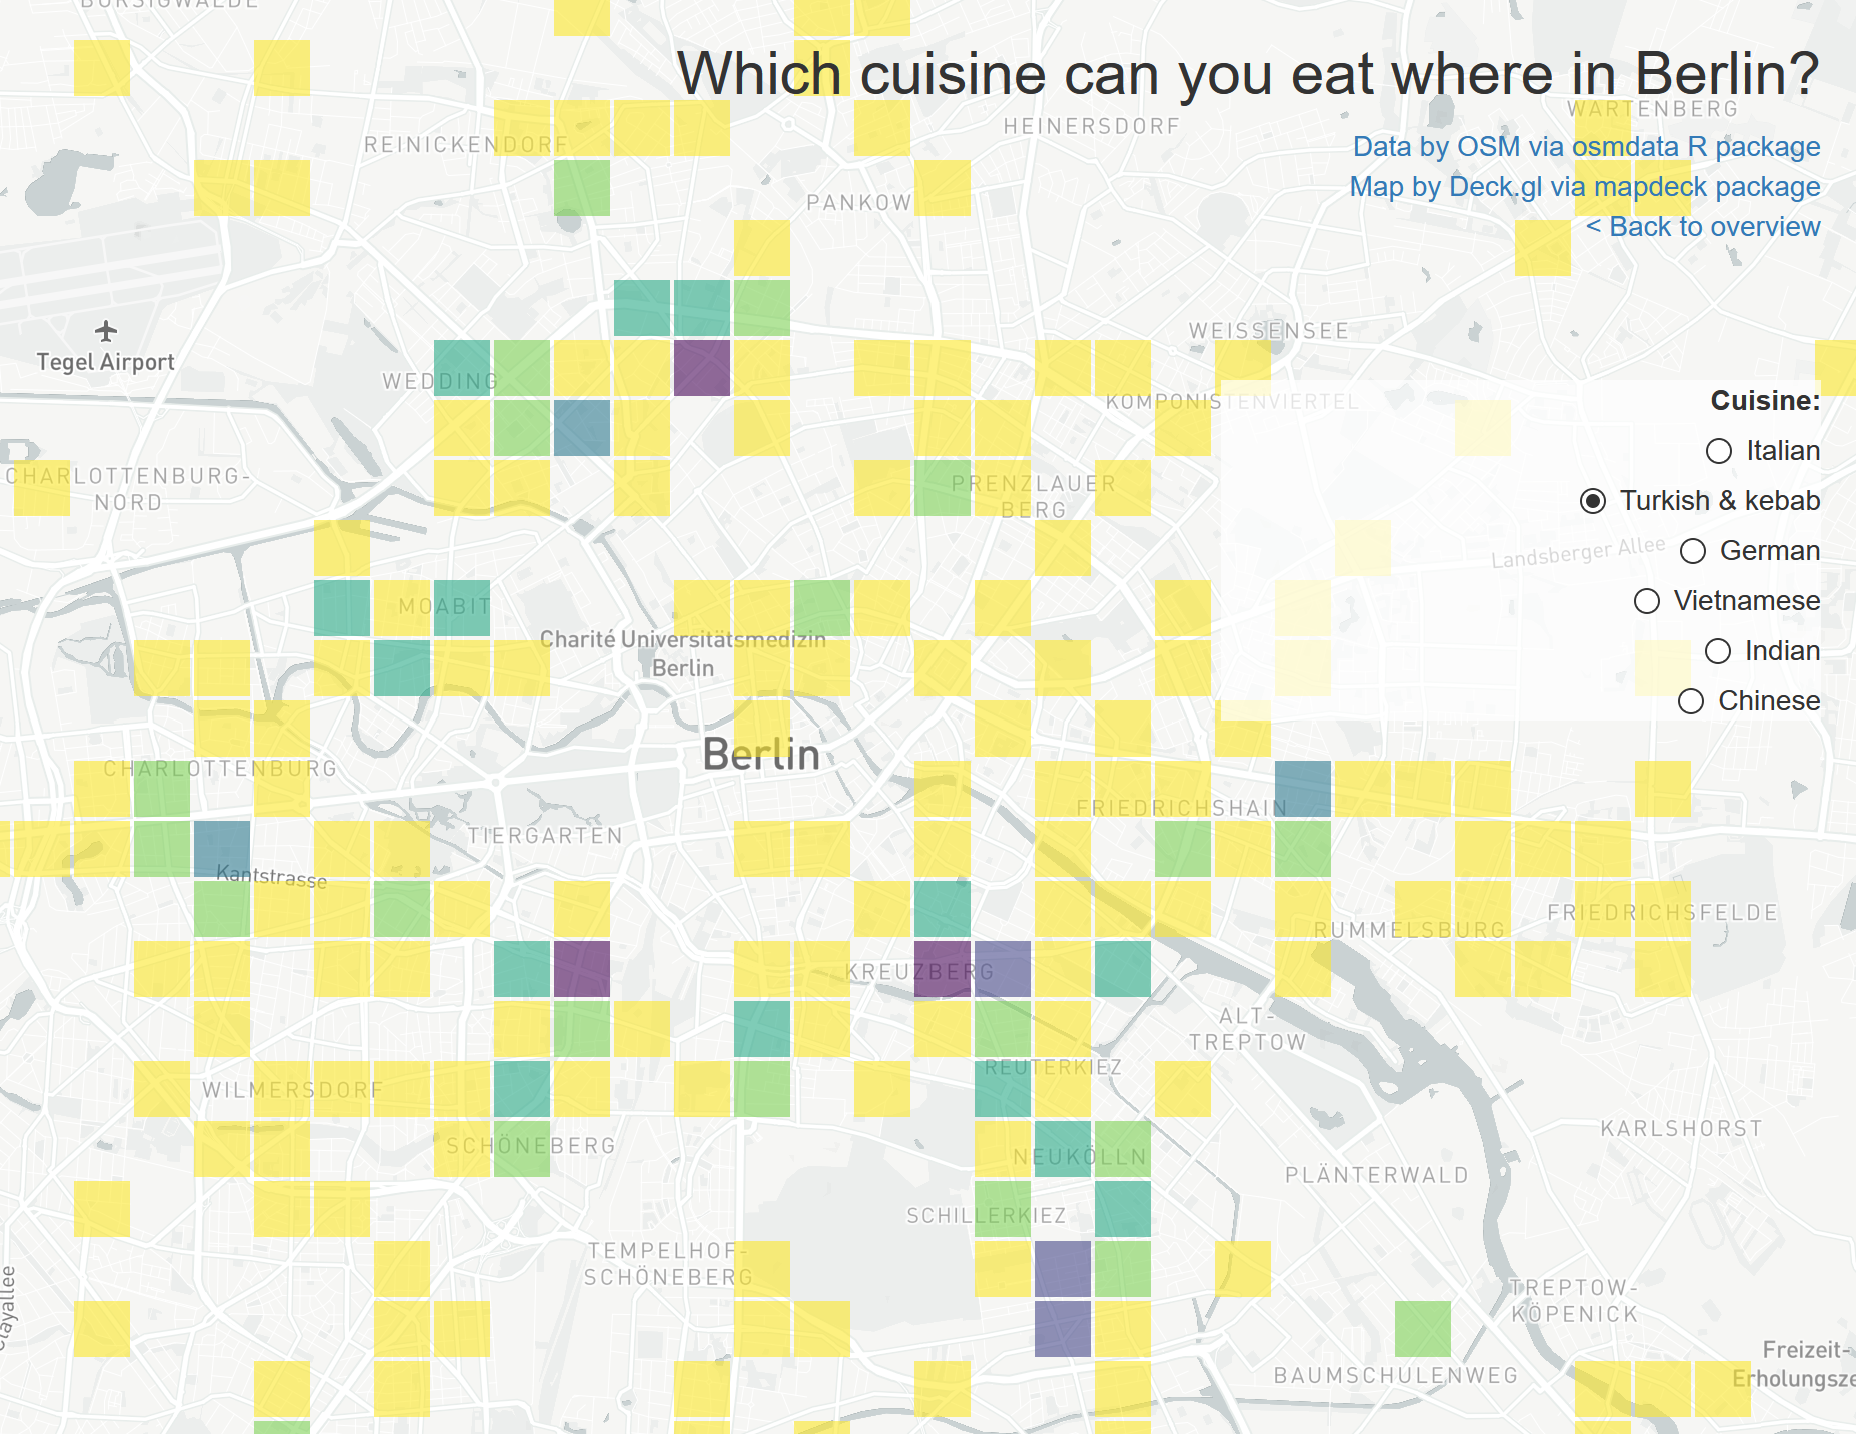 BORSIGWALDE
Which cuisine can you eat where in Berlin?
WARTENBERG
HEINERSDORF
REINICKENDORF
Data by OSM via osmdata R package
Map by Deck.gl via mapdeck package
PANKOW
< Back to overview
WEISSENSEE
Tegel Airport
WEDDING
KOMPONISTENVIERTEL
Cuisine:
Italian
CHARLOTTENBURG-
NORD
PRENZLAUER
BERG
Turkish & kebab
Landsberger Allee
German
MOABIT
Vietnamese
Charité Universitätsmedizin
Berlin
Indian
Chinese
Berlin
CHARLOTTENBURG
FRIEDRICHSHAIN
TIERGARTEN
Kantstrasse
FRIEDRICHSFELDE
RUMMELSBURG
KREUZBERG
ALT-
TREPTOW
REUTERKIEZ
WILMERSDORF
KARLSHORST
SCHÖNEBERG
NEUKÖLLN
PLÄNTERWALD
SCHILLERKIEZ
TEMPELHOF-
SCHÖNEBERG
Clayallee
TREPTOW-
KÖPENICK
Freizeit-
Erholungsze
BAUMSCHULENWEG